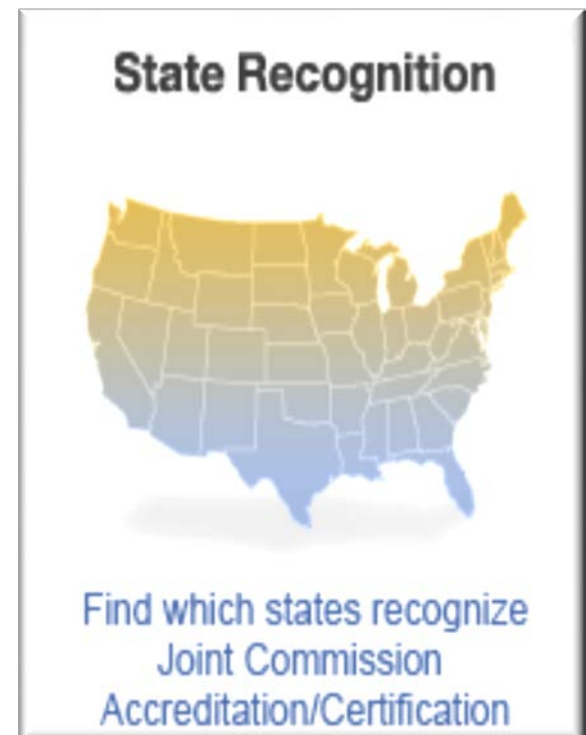 State Recognition
Find which states recognize
Joint Commission
Accreditation/Certification